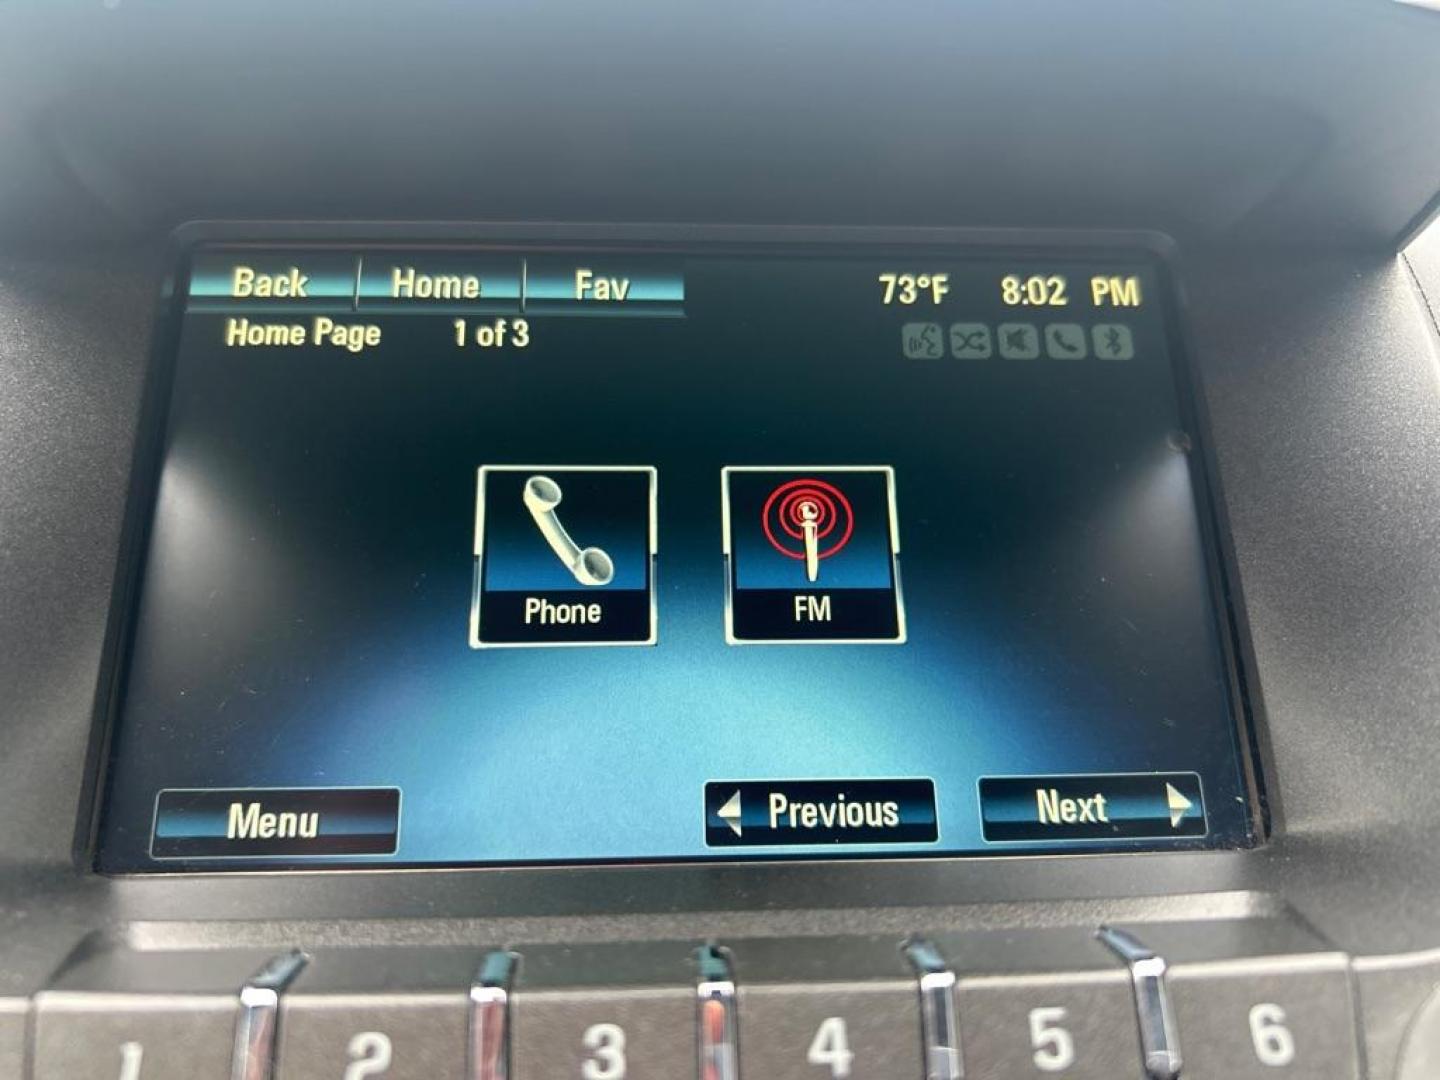 Back Home Fav 73°F 8:02 PM
Home Page 1 of 3
Phone FM
Menu Previous Next
1 2 3 4 5 6